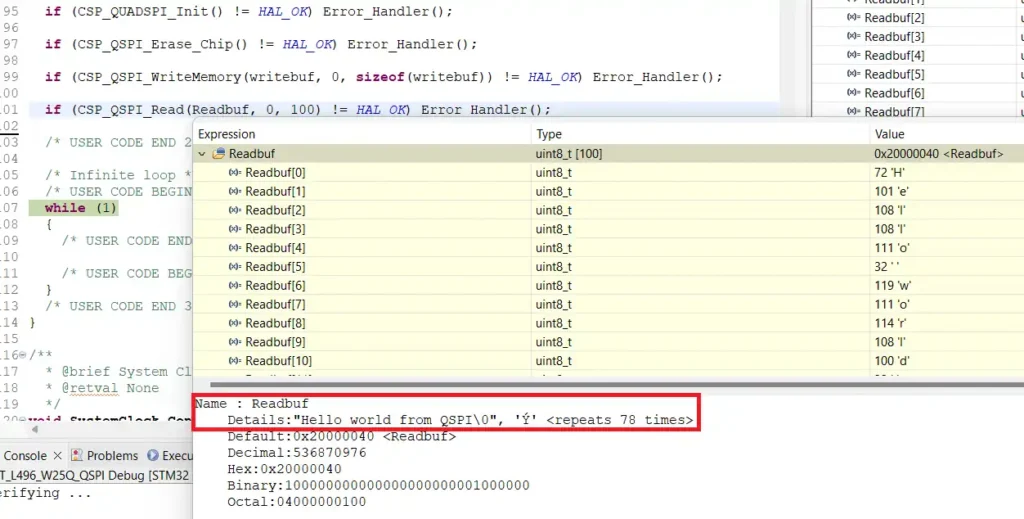 95 if (CSP_QUADSPI_Init() != HAL_OK) Error_Handler();
96
97 if (CSP_QSPI_Erase_Chip() != HAL_OK) Error_Handler();
98
99 if (CSP_QSPI_WriteMemory(writebuf, 0, sizeof(writebuf)) != HAL_OK) Error_Handler();
100
101 if (CSP_QSPI_Read(Readbuf, 0, 100) != HAL_OK) Error_Handler();
102
103 /* USER CODE END 2
104
105 /* Infinite loop *
106 /* USER CODE BEGIN
107 while (1)
108 {
109 /* USER CODE END
110
111 /* USER CODE BEG
112 }
113 /* USER CODE END 3
114 }
115
116 /**
117 * @brief System Cl
118 * @retval None
119 */
120 void SystemClock_Con
Readbuf[1]
Readbuf[2]
Readbuf[3]
Readbuf[4]
Readbuf[5]
Readbuf[6]
Readbuf[7]
Expression Type Value
Readbuf uint8_t [100] 0x20000040 <Readbuf>
Readbuf[0] uint8_t 72 'H'
Readbuf[1] uint8_t 101 'e'
Readbuf[2] uint8_t 108 'l'
Readbuf[3] uint8_t 108 'l'
Readbuf[4] uint8_t 111 'o'
Readbuf[5] uint8_t 32 ' '
Readbuf[6] uint8_t 119 'w'
Readbuf[7] uint8_t 111 'o'
Readbuf[8] uint8_t 114 'r'
Readbuf[9] uint8_t 108 'l'
Readbuf[10] uint8_t 100 'd'
Name : Readbuf
Details:"Hello world from QSPI\0", 'Ý' <repeats 78 times>
Default:0x20000040 <Readbuf>
Decimal:536870976
Hex:0x20000040
Binary:100000000000000000000001000000
Octal:04000000100
Console Problems Execu
T_L496_W25Q_QSPI Debug [STM32
erifying ...